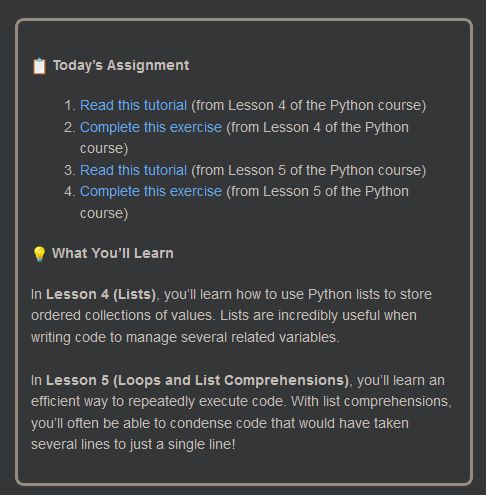 📋 Today’s Assignment
1. Read this tutorial (from Lesson 4 of the Python course)
2. Complete this exercise (from Lesson 4 of the Python
course)
3. Read this tutorial (from Lesson 5 of the Python course)
4. Complete this exercise (from Lesson 5 of the Python
course)
💡 What You’ll Learn
In Lesson 4 (Lists), you’ll learn how to use Python lists to store
ordered collections of values. Lists are incredibly useful when
writing code to manage several related variables.
In Lesson 5 (Loops and List Comprehensions), you’ll learn an
efficient way to repeatedly execute code. With list comprehensions,
you’ll often be able to condense code that would have taken
several lines to just a single line!